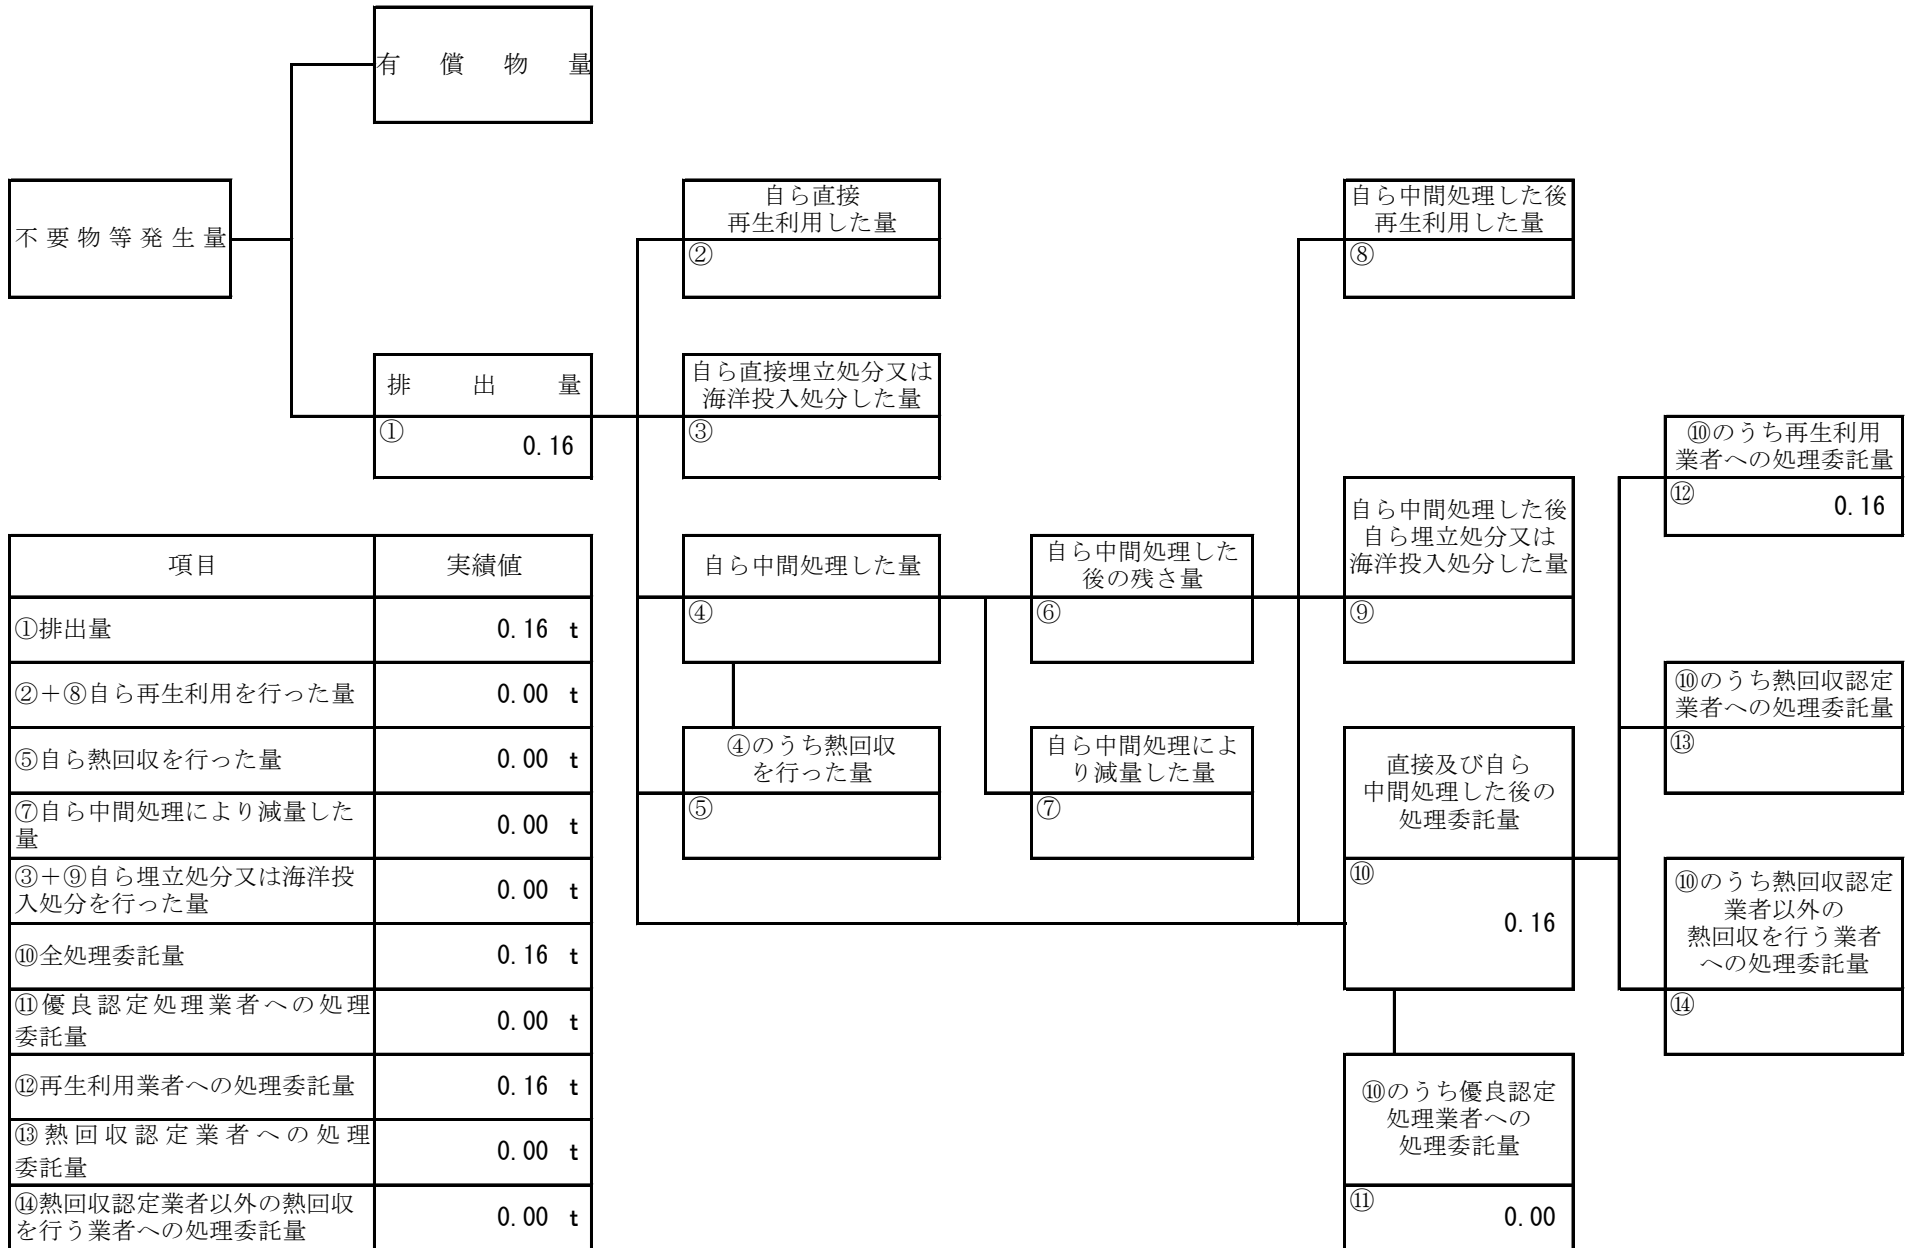 有償物量
不要物等発生量
自ら直接
再生利用した量
②
自ら中間処理した後
再生利用した量
⑧
排出量
①
0.16
自ら直接埋立処分又は
海洋投入処分した量
③
⑩のうち再生利用
業者への処理委託量
⑫
0.16
自ら中間処理した量
④
自ら中間処理した
後の残さ量
⑥
自ら中間処理した後
自ら埋立処分又は
海洋投入処分した量
⑨
⑩のうち熱回収認定
業者への処理委託量
⑬
④のうち熱回収
を行った量
⑤
自ら中間処理によ
り減量した量
⑦
直接及び自ら
中間処理した後の
処理委託量
⑩
0.16
⑩のうち熱回収認定
業者以外の
熱回収を行う業者
への処理委託量
⑭
⑩のうち優良認定
処理業者への
処理委託量
⑪
0.00
項目 実績値
①排出量 0.16 t
②＋⑧自ら再生利用を行った量 0.00 t
⑤自ら熱回収を行った量 0.00 t
⑦自ら中間処理により減量した
量 0.00 t
③＋⑨自ら埋立処分又は海洋投
入処分を行った量 0.00 t
⑩全処理委託量 0.16 t
⑪優良認定処理業者への処理
委託量 0.00 t
⑫再生利用業者への処理委託量 0.16 t
⑬熱回収認定業者への処理
委託量 0.00 t
⑭熱回収認定業者以外の熱回収
を行う業者への処理委託量 0.00 t